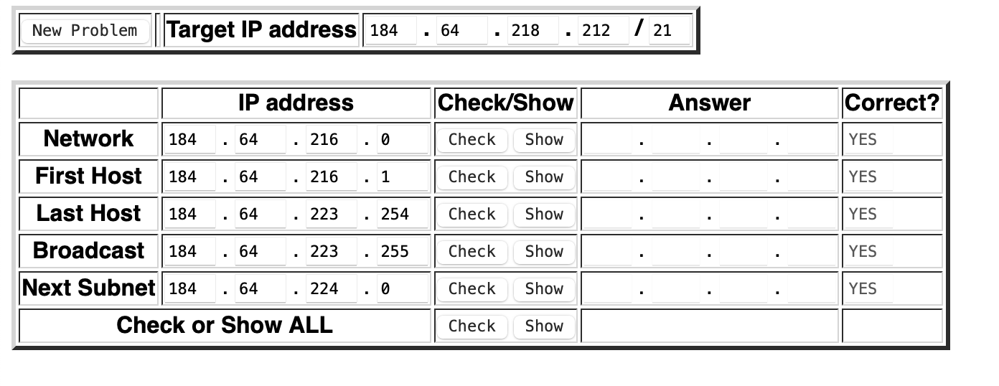 New Problem Target IP address 184 . 64 . 218 . 212 / 21
IP address Check/Show Answer Correct?
Network 184 . 64 . 216 . 0 Check Show . . . YES
First Host 184 . 64 . 216 . 1 Check Show . . . YES
Last Host 184 . 64 . 223 . 254 Check Show . . . YES
Broadcast 184 . 64 . 223 . 255 Check Show . . . YES
Next Subnet 184 . 64 . 224 . 0 Check Show . . . YES
Check or Show ALL Check Show